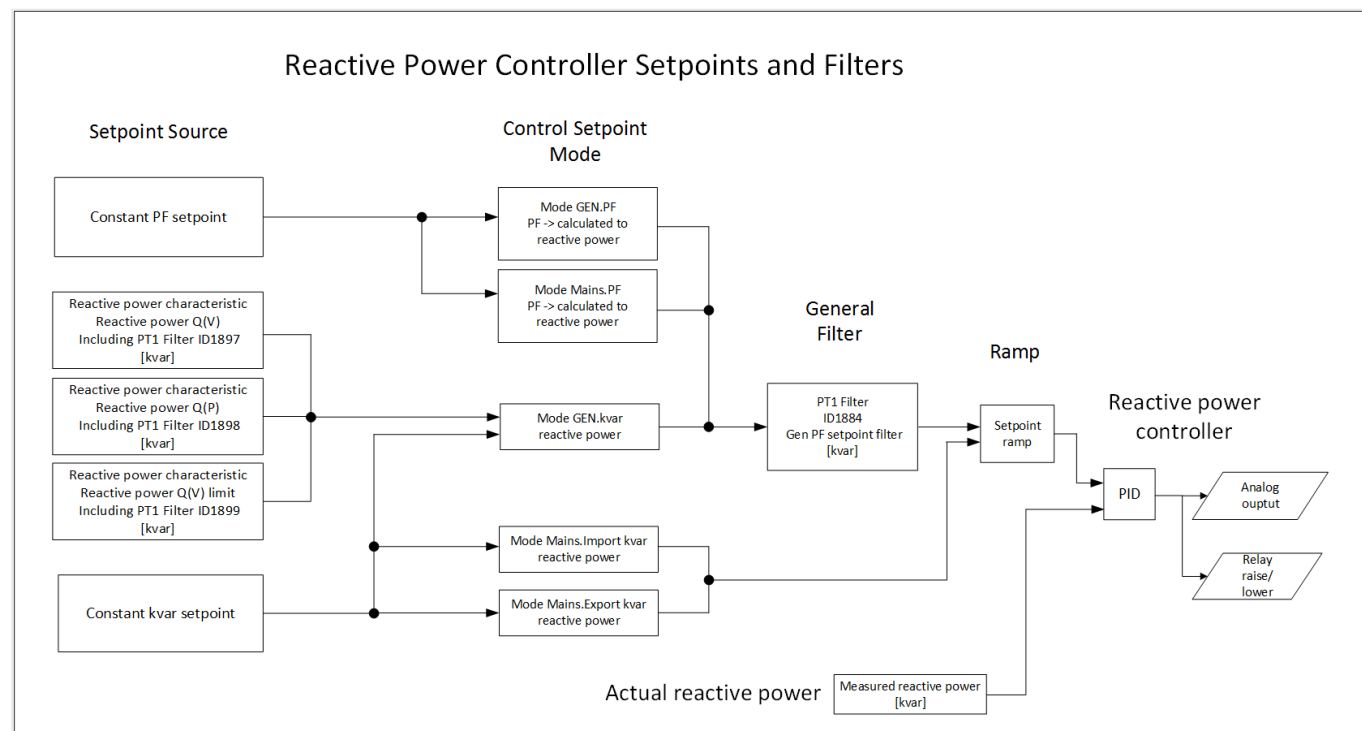 Reactive Power Controller Setpoints and Filters
Setpoint Source
Control Setpoint
Mode
Constant PF setpoint
Mode GEN.PF
PF -> calculated to
reactive power
Mode Mains.PF
PF -> calculated to
reactive power
General
Filter
Ramp
Reactive power characteristic
Reactive power Q(V)
Including PT1 Filter ID1897
[kvar]
Reactive power characteristic
Reactive power Q(P)
Including PT1 Filter ID1898
[kvar]
Reactive power characteristic
Reactive power Q(V) limit
Including PT1 Filter ID1899
[kvar]
Mode GEN.kvar
reactive power
PT1 Filter
ID1884
Gen PF setpoint filter
[kvar]
Setpoint
ramp
Reactive power
controller
PID
Analog
ouptut
Relay
raise/
lower
Mode Mains.Import kvar
reactive power
Mode Mains.Export kvar
reactive power
Constant kvar setpoint
Actual reactive power
Measured reactive power
[kvar]